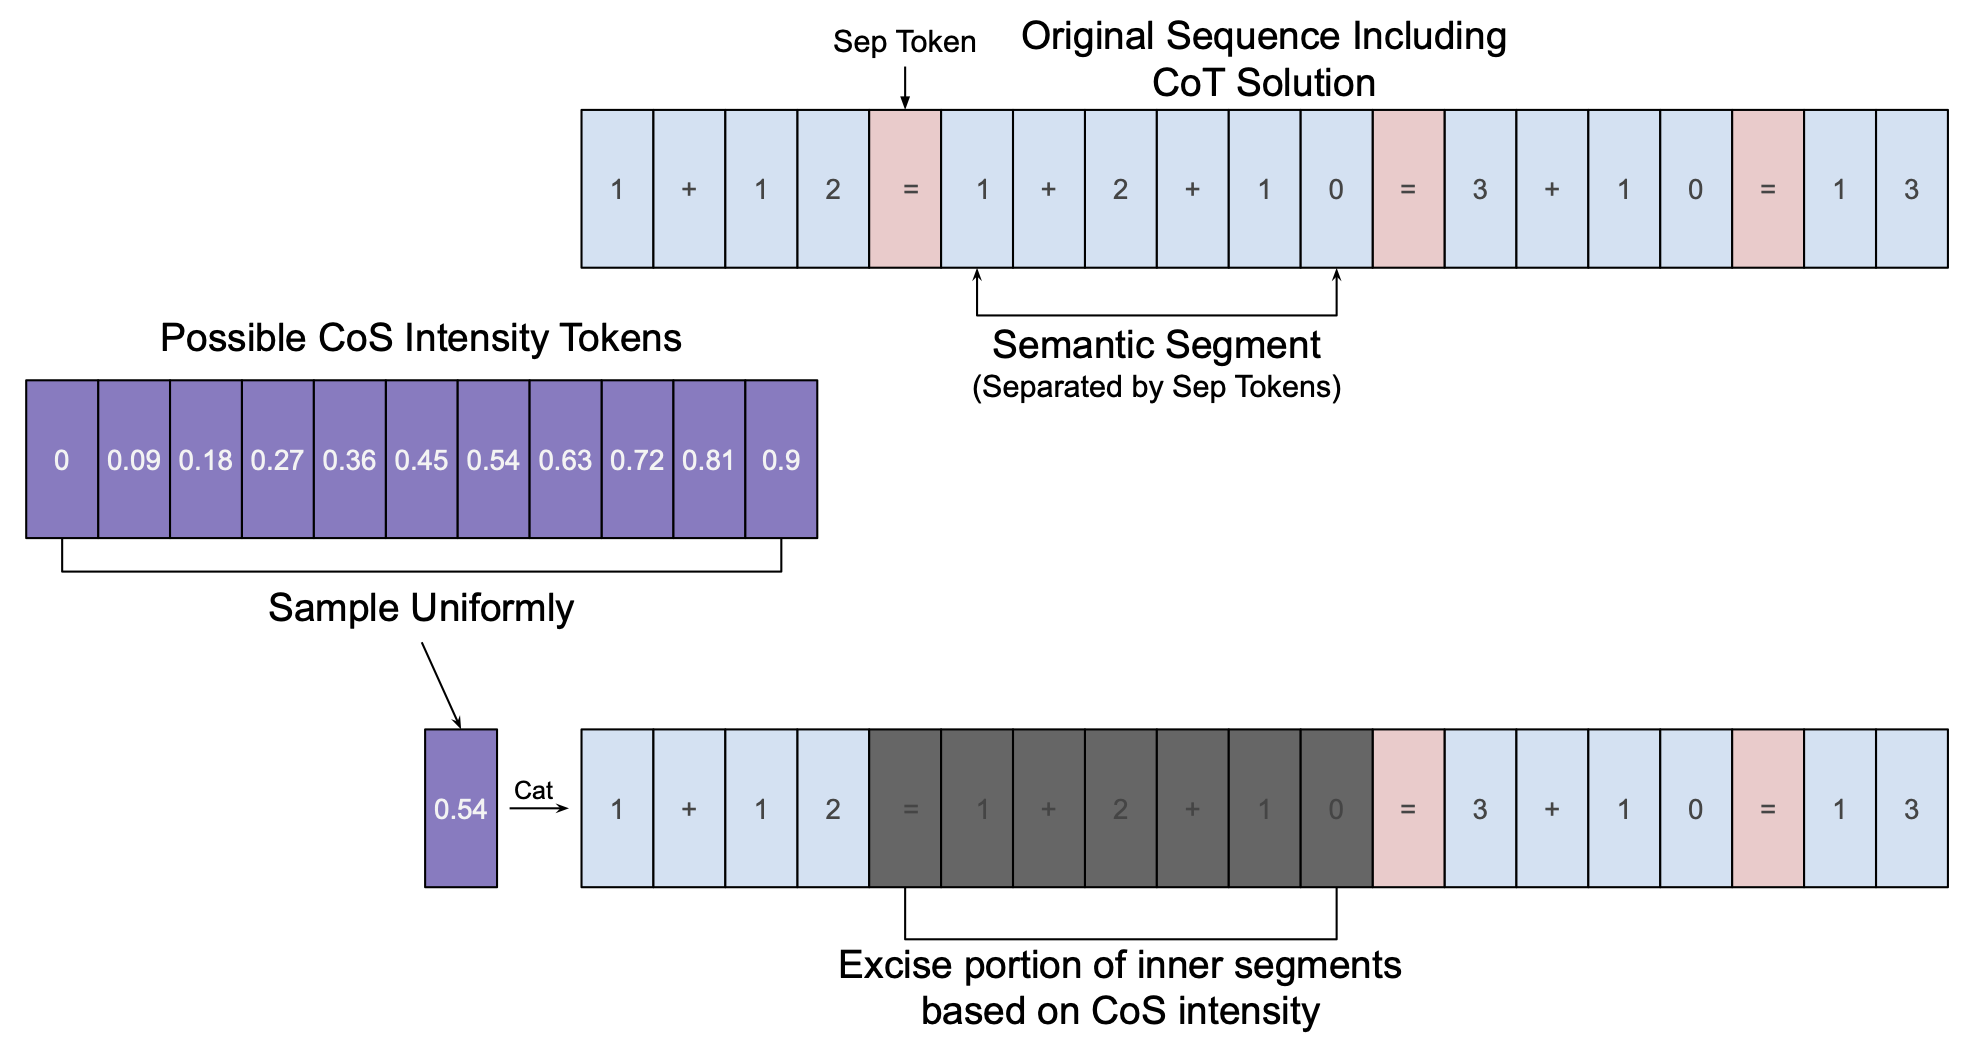 Sep Token
Original Sequence Including
CoT Solution
1 + 1 2 = 1 + 2 + 1 0 = 3 + 1 0 = 1 3
Semantic Segment
(Separated by Sep Tokens)
Possible CoS Intensity Tokens
0 0.09 0.18 0.27 0.36 0.45 0.54 0.63 0.72 0.81 0.9
Sample Uniformly
0.54 Cat 1 + 1 2 = 1 + 2 + 1 0 = 3 + 1 0 = 1 3
Excise portion of inner segments
based on CoS intensity